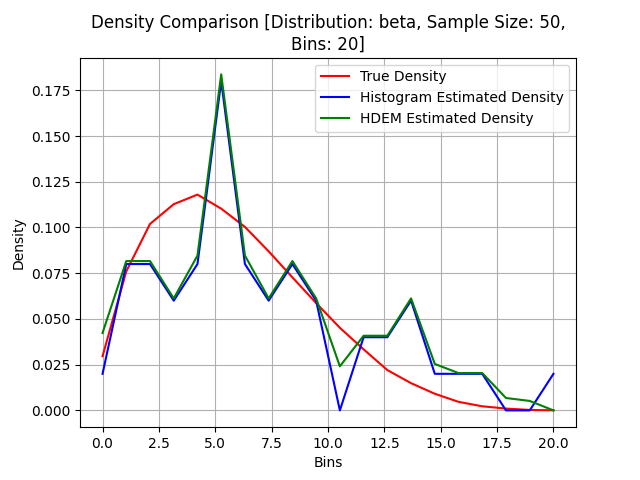 Density Comparison [Distribution: beta, Sample Size: 50,
Bins: 20]
True Density
Histogram Estimated Density
HDEM Estimated Density
Density
0.175
0.150
0.125
0.100
0.075
0.050
0.025
0.000
0.0 2.5 5.0 7.5 10.0 12.5 15.0 17.5 20.0
Bins